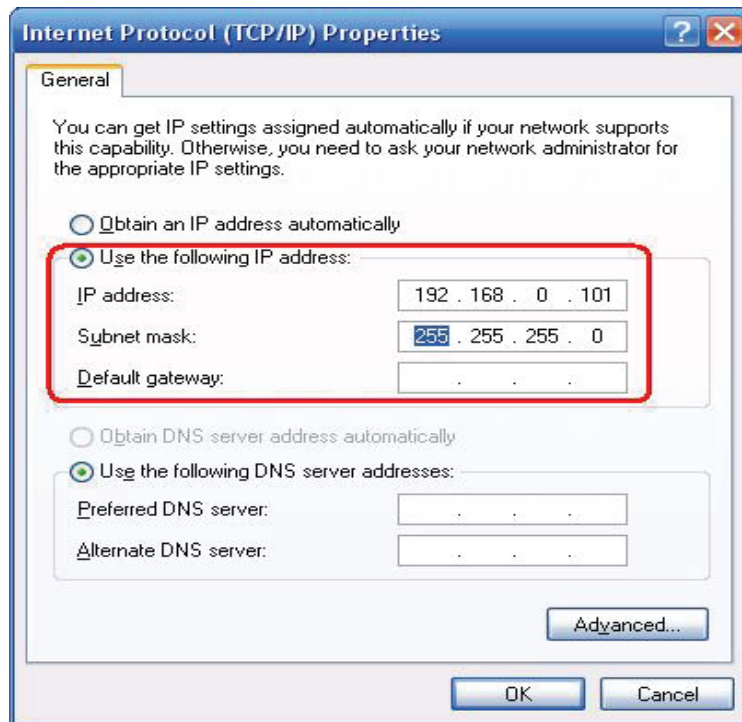 Internet Protocol (TCP/IP) Properties
General
You can get IP settings assigned automatically if your network supports
this capability. Otherwise, you need to ask your network administrator for
the appropriate IP settings.
Obtain an IP address automatically
Use the following IP address:
IP address: 192 . 168 . 0 . 101
Subnet mask: 255 . 255 . 255 . 0
Default gateway: . . .
Obtain DNS server address automatically
Use the following DNS server addresses:
Preferred DNS server: . . .
Alternate DNS server: . . .
Advanced...
OK Cancel